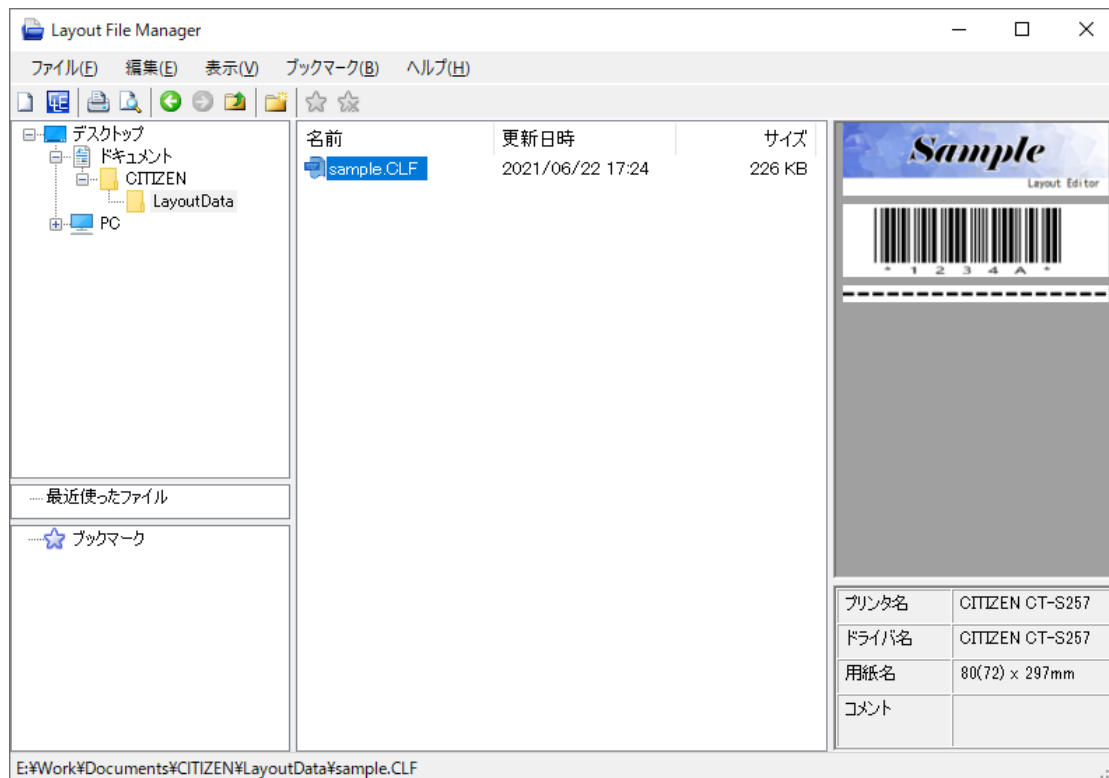 Layout File Manager
ファイル(F) 編集(E) 表示(V) ブックマーク(B) ヘルプ(H)
デスクトップ
ドキュメント
CITIZEN
LayoutData
PC
最近使ったファイル
ブックマーク
名前 更新日時 サイズ
sample.CLF 2021/06/22 17:24 226 KB
Sample
Layout Editor
* 1 2 3 4 A *
プリンタ名 CITIZEN CT-S257
ドライバ名 CITIZEN CT-S257
用紙名 80(72) x 297mm
コメント
E:¥Work¥Documents¥CITIZEN¥LayoutData¥sample.CLF